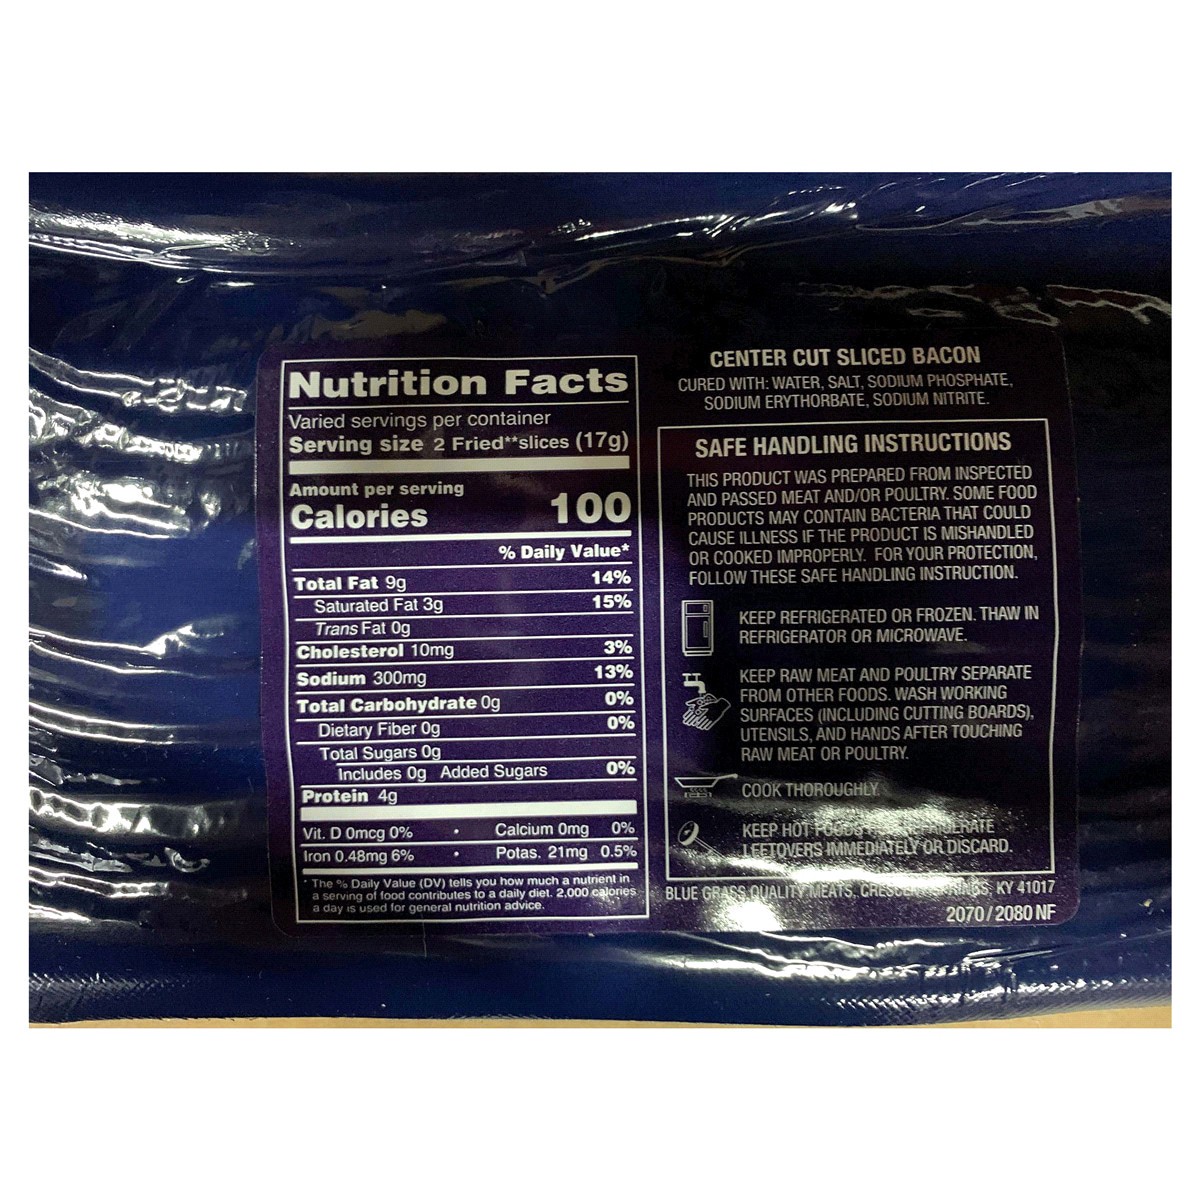 Nutrition Facts
Varied servings per container
Serving size 2 Fried**slices (17g)
Amount per serving
Calories 100
% Daily Value*
Total Fat 9g 14%
Saturated Fat 3g 15%
Trans Fat 0g
Cholesterol 10mg 3%
Sodium 300mg 13%
Total Carbohydrate 0g 0%
Dietary Fiber 0g 0%
Total Sugars 0g
Includes 0g Added Sugars 0%
Protein 4g
Vit. D 0mcg 0% • Calcium 0mg 0%
Iron 0.48mg 6% • Potas. 21mg 0.5%
* The % Daily Value (DV) tells you how much a nutrient in
a serving of food contributes to a daily diet. 2,000 calories
a day is used for general nutrition advice.
CENTER CUT SLICED BACON
CURED WITH: WATER, SALT, SODIUM PHOSPHATE,
SODIUM ERYTHORBATE, SODIUM NITRITE.
SAFE HANDLING INSTRUCTIONS
THIS PRODUCT WAS PREPARED FROM INSPECTED
AND PASSED MEAT AND/OR POULTRY. SOME FOOD
PRODUCTS MAY CONTAIN BACTERIA THAT COULD
CAUSE ILLNESS IF THE PRODUCT IS MISHANDLED
OR COOKED IMPROPERLY. FOR YOUR PROTECTION,
FOLLOW THESE SAFE HANDLING INSTRUCTION.
KEEP REFRIGERATED OR FROZEN. THAW IN
REFRIGERATOR OR MICROWAVE.
KEEP RAW MEAT AND POULTRY SEPARATE
FROM OTHER FOODS. WASH WORKING
SURFACES (INCLUDING CUTTING BOARDS),
UTENSILS, AND HANDS AFTER TOUCHING
RAW MEAT OR POULTRY.
COOK THOROUGHLY.
KEEP HOT FOODS
LEFTOVERS IMMEDIATELY OR DISCARD.
BLUE GRASS QUALITY MEATS, KY 41017
2070/2080 NF